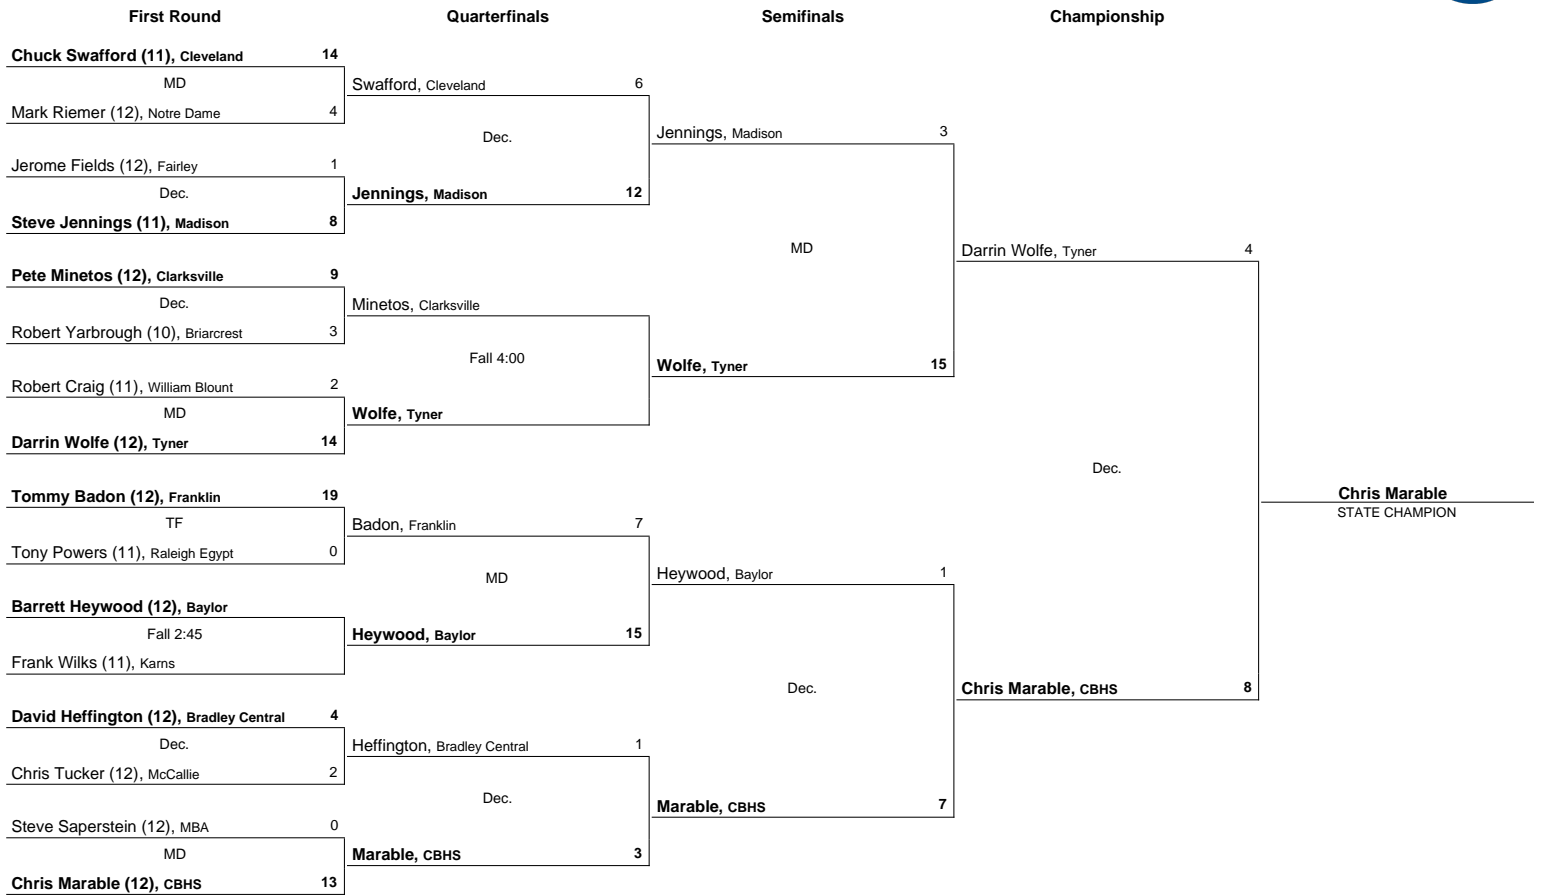 First Round Quarterfinals Semifinals Championship
Chuck Swafford (11), Cleveland 14
MD
Mark Riemer (12), Notre Dame 4
Jerome Fields (12), Fairley 1
Dec.
Steve Jennings (11), Madison 8
Pete Minetos (12), Clarksville 9
Dec.
Robert Yarbrough (10), Briarcrest 3
Robert Craig (11), William Blount 2
MD
Darrin Wolfe (12), Tyner 14
Tommy Badon (12), Franklin 19
TF
Tony Powers (11), Raleigh Egypt 0
Barrett Heywood (12), Baylor
Fall 2:45
Frank Wilks (11), Karns
David Heffington (12), Bradley Central 4
Dec.
Chris Tucker (12), McCallie 2
Steve Saperstein (12), MBA 0
MD
Chris Marable (12), CBHS 13
Swafford, Cleveland 6
Dec.
Jennings, Madison 12
Minetos, Clarksville
Fall 4:00
Wolfe, Tyner
Badon, Franklin 7
MD
Heywood, Baylor 15
Heffington, Bradley Central 1
Dec.
Marable, CBHS 3
Jennings, Madison 3
MD
Wolfe, Tyner 15
Heywood, Baylor 1
Dec.
Marable, CBHS 7
Darrin Wolfe, Tyner 4
Dec.
Chris Marable, CBHS 8
Chris Marable
STATE CHAMPION